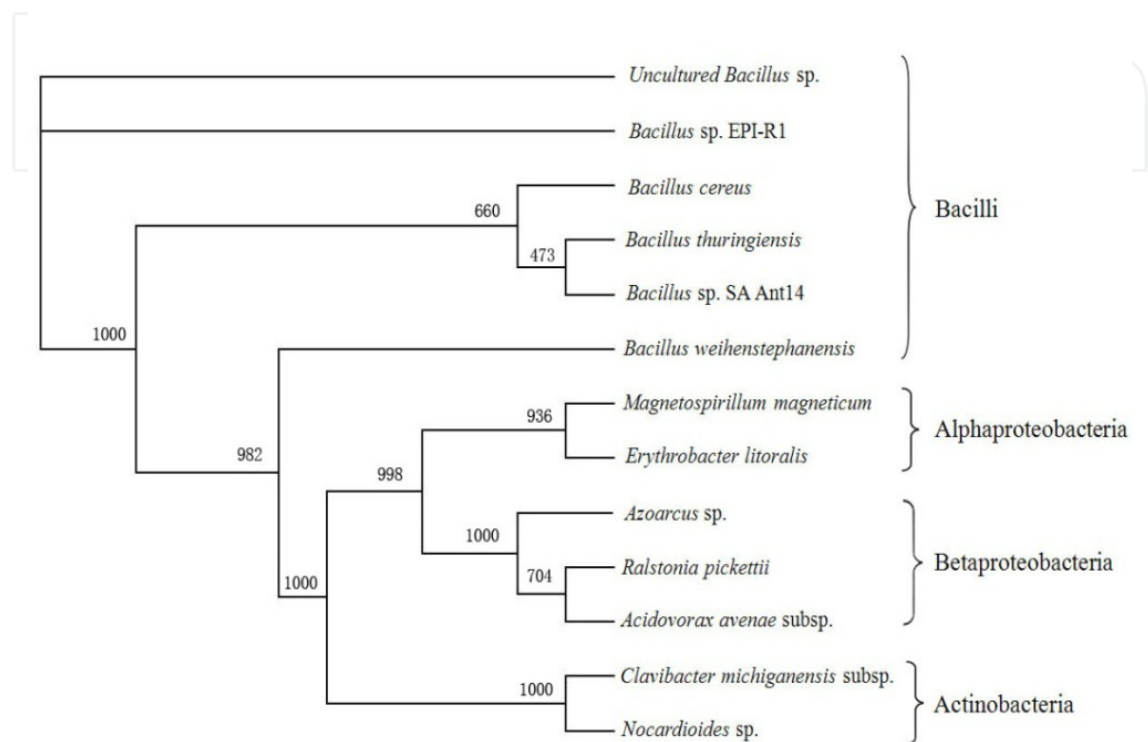 Uncultured Bacillus sp.
Bacillus sp. EPI-R1
Bacillus cereus
660
Bacilli
Bacillus thuringiensis
473
Bacillus sp. SA Ant14
1000
Bacillus weihenstephanensis
Magnetospirillum magneticum
936
Alphaproteobacteria
Erythrobacter litoralis
982
998
Azoarcus sp.
1000
Betaproteobacteria
Ralstonia pickettii
704
1000
Acidovorax avenae subsp.
Clavibacter michiganensis subsp.
1000
Actinobacteria
Nocardioides sp.